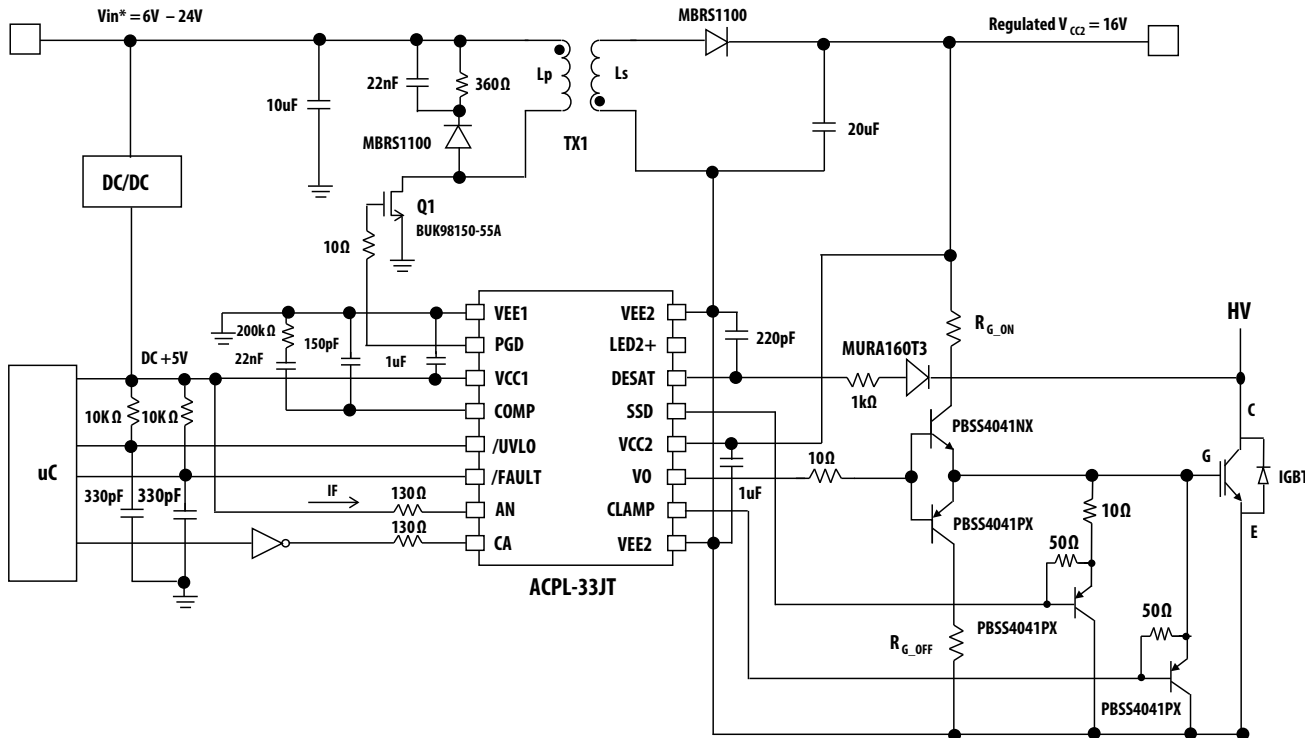 Vin* = 6V – 24V
MBRS1100
Regulated V CC2 = 16V
22nF
360Ω
Lp
Ls
10uF
20uF
MBRS1100
TX1
DC/DC
Q1
BUK98150-55A
10Ω
VEE1
VEE2
200kΩ
150pF
R G_ON
HV
PGD
LED2+
220pF
22nF
1uF
MURA160T3
DC +5V
VCC1
DESAT
1kΩ
10KΩ
10KΩ
COMP
SSD
C
PBSS4041NX
/UVLO
VCC2
10Ω
G
uC
/FAULT
VO
1uF
IGBT
330pF
330pF
IF
130Ω
AN
CLAMP
10Ω
PBSS4041PX
E
130Ω
CA
VEE2
50Ω
ACPL-33JT
50Ω
PBSS4041PX
R G_OFF
PBSS4041PX